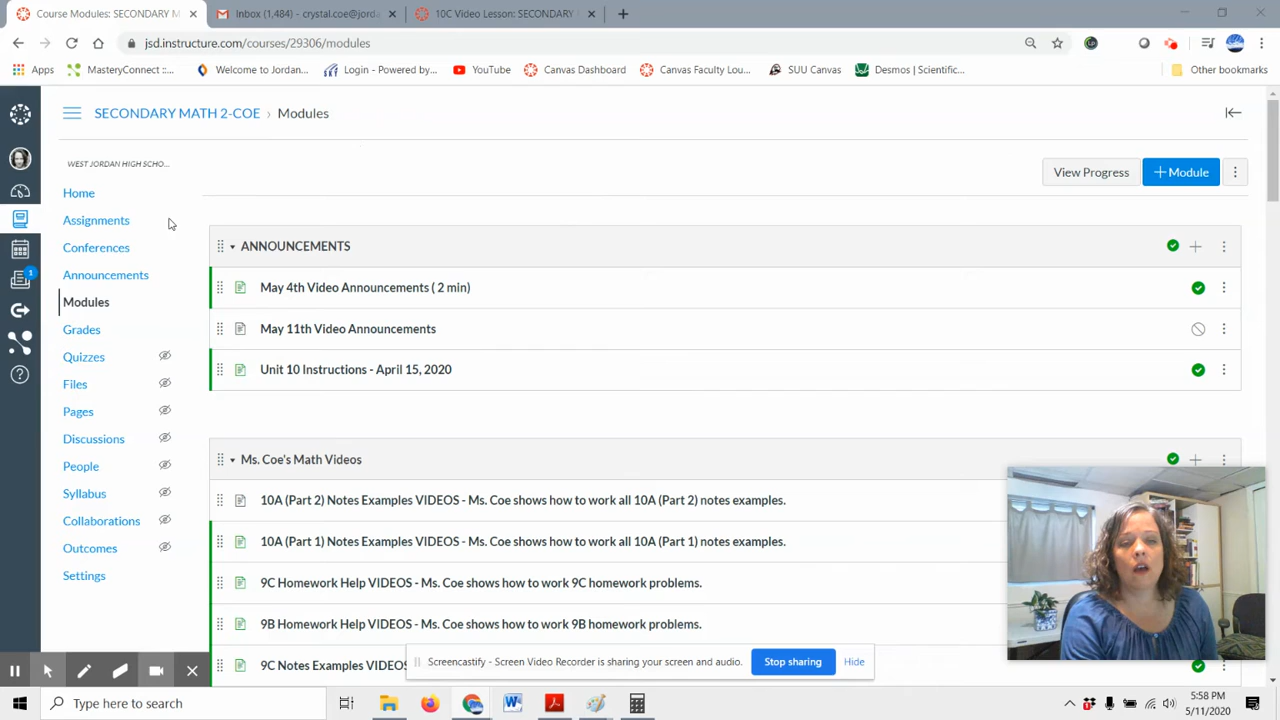 Course Modules: SECONDARY M
Inbox (1,484) - crystal.coe@jorda
10C Video Lesson: SECONDARY
jsd.instructure.com/courses/29306/modules
Apps
MasteryConnect ::...
Welcome to Jordan...
Login - Powered by...
YouTube
Canvas Dashboard
Canvas Faculty Lou...
SUU Canvas
Desmos | Scientific...
Other bookmarks
SECONDARY MATH 2-COE › Modules
WEST JORDAN HIGH SCHO...
View Progress
+ Module
Home
Assignments
Conferences
Announcements
Modules
Grades
Quizzes
Files
Pages
Discussions
People
Syllabus
Collaborations
Outcomes
Settings
1
ANNOUNCEMENTS
May 4th Video Announcements ( 2 min)
May 11th Video Announcements
Unit 10 Instructions - April 15, 2020
Ms. Coe's Math Videos
10A (Part 2) Notes Examples VIDEOS - Ms. Coe shows how to work all 10A (Part 2) notes examples.
10A (Part 1) Notes Examples VIDEOS - Ms. Coe shows how to work all 10A (Part 1) notes examples.
9C Homework Help VIDEOS - Ms. Coe shows how to work 9C homework problems.
9B Homework Help VIDEOS - Ms. Coe shows how to work 9B homework problems.
9C Notes Examples VIDEOS
Screencastify - Screen Video Recorder is sharing your screen and audio.
Stop sharing
Hide
Type here to search
5:58 PM
5/11/2020